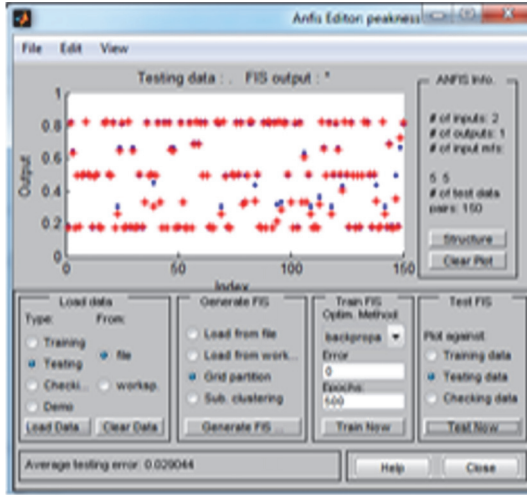 Anfis Editor: peakness
File Edit View
Testing data : . FIS output : *
Output
1
0.8
0.6
0.4
0.2
0
0 50 100 150
Index
ANFIS Info.
# of inputs: 2
# of outputs: 1
# of input mfs:
5 5
# of test data
pairs: 150
Structure
Clear Plot
Load data
Type: From:
Training
Testing
Checki...
Demo
file
worksp.
Load Data Clear Data
Generate FIS
Load from file
Load from work...
Grid partition
Sub. clustering
Generate FIS ...
Train FIS
Optim. Method:
backpropa
Error
0
Epochs:
500
Train Now
Test FIS
Plot against:
Training data
Testing data
Checking data
Test Now
Average testing error: 0.029044
Help Close